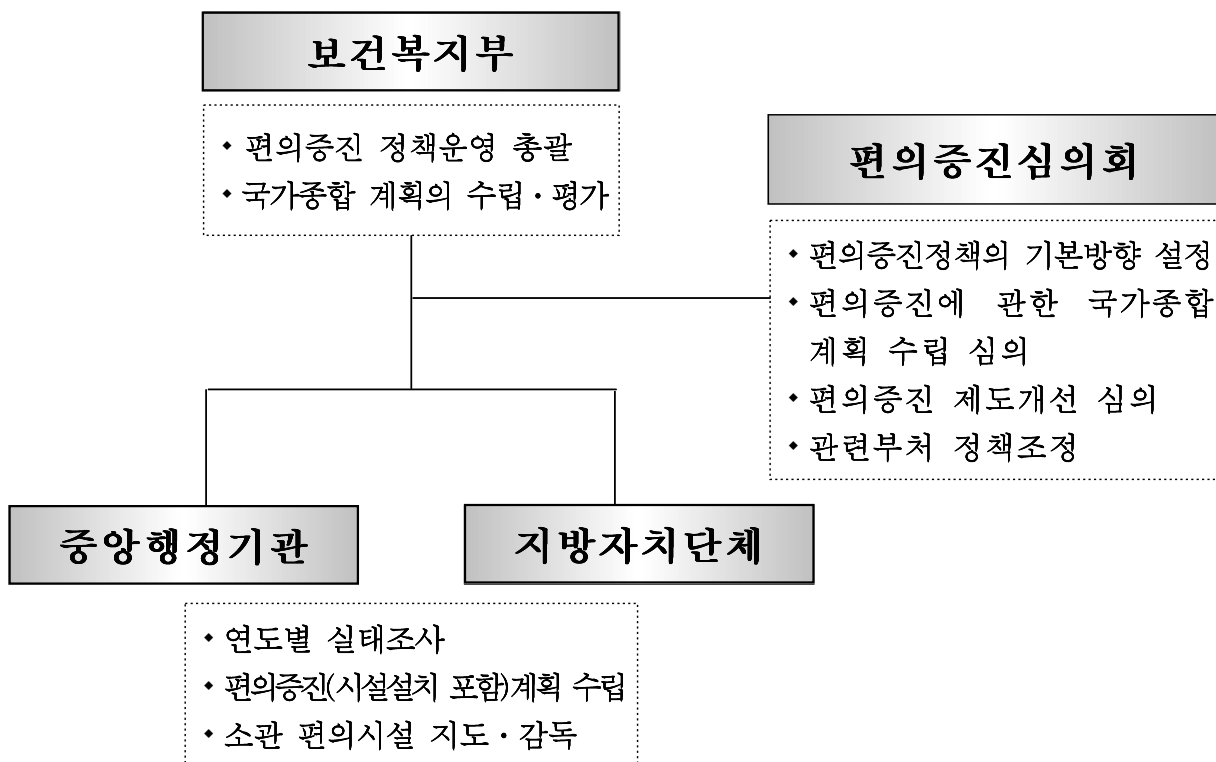 보건복지부
• 편의증진 정책운영 총괄
• 국가종합 계획의 수립·평가
편의증진심의회
• 편의증진정책의 기본방향 설정
• 편의증진에 관한 국가종합
계획 수립 심의
• 편의증진 제도개선 심의
• 관련부처 정책조정
중앙행정기관
지방자치단체
• 연도별 실태조사
• 편의증진(시설설치 포함)계획 수립
• 소관 편의시설 지도·감독